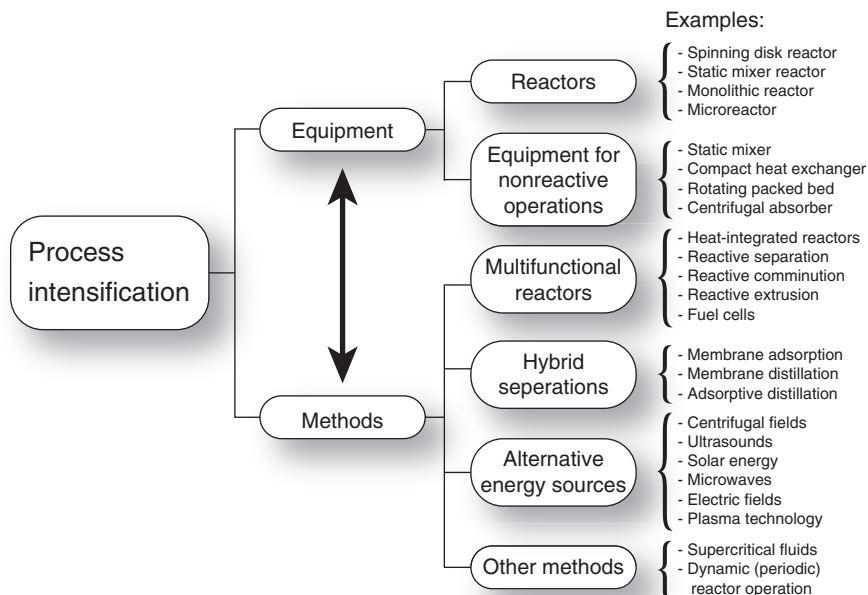 Examples:
Process
intensification
Equipment
Reactors
- Spinning disk reactor
- Static mixer reactor
- Monolithic reactor
- Microreactor
Equipment for
nonreactive
operations
- Static mixer
- Compact heat exchanger
- Rotating packed bed
- Centrifugal absorber
Methods
Multifunctional
reactors
- Heat-integrated reactors
- Reactive separation
- Reactive comminution
- Reactive extrusion
- Fuel cells
Hybrid
seperations
- Membrane adsorption
- Membrane distillation
- Adsorptive distillation
Alternative
energy sources
- Centrifugal fields
- Ultrasounds
- Solar energy
- Microwaves
- Electric fields
- Plasma technology
Other methods
- Supercritical fluids
- Dynamic (periodic)
reactor operation